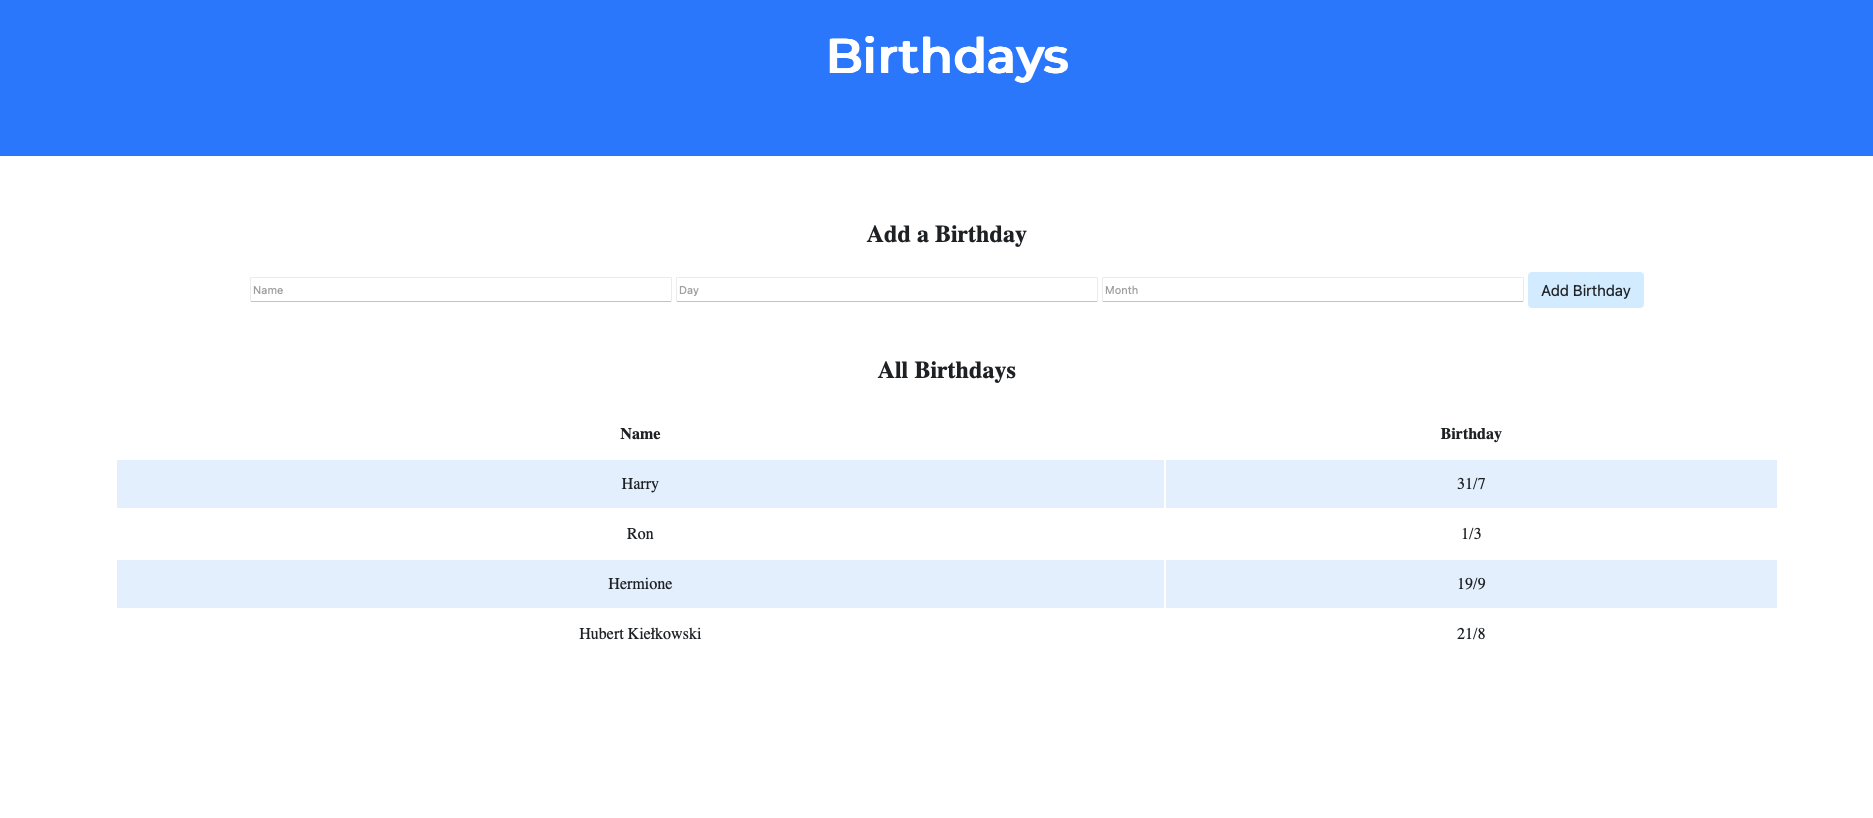 Birthdays
Add a Birthday
Name Day Month Add Birthday
All Birthdays
Name Birthday
Harry 31/7
Ron 1/3
Hermione 19/9
Hubert Kiełkowski 21/8